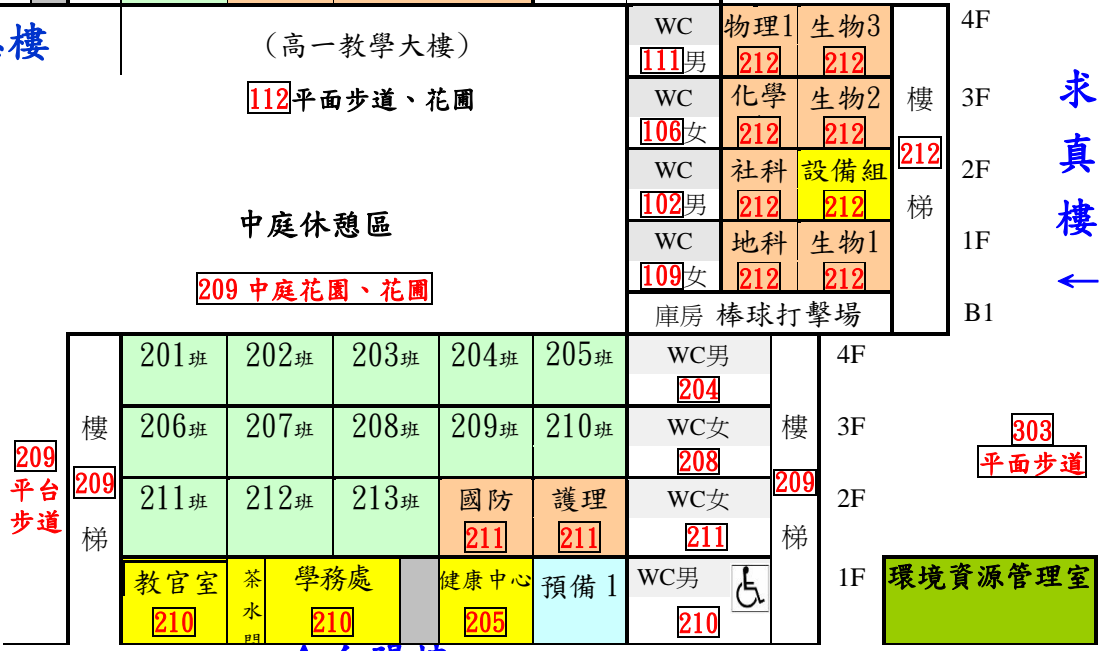 樓
(高一教學大樓)
112平面步道、花圃
中庭休憩區
209 中庭花園、花圃
WC 物理1 生物3 4F
111男 212 212
WC 化學 生物2 樓 3F
106女 212 212
212
WC 社科 設備組 2F
102男 212 212 梯
WC 地科 生物1 1F
109女 212 212
庫房 棒球打擊場 B1
求真樓
←
201班 202班 203班 204班 205班 WC男 4F
204
樓 206班 207班 208班 209班 210班 WC女 樓 3F
208
209 209 209
平台步道
211班 212班 213班 國防 護理 WC女 2F
梯 211 211 211 梯
303
平面步道
教官室 茶水 學務處 健康中心 預備1 WC男 1F 環境資源管理室
210 210 205 210